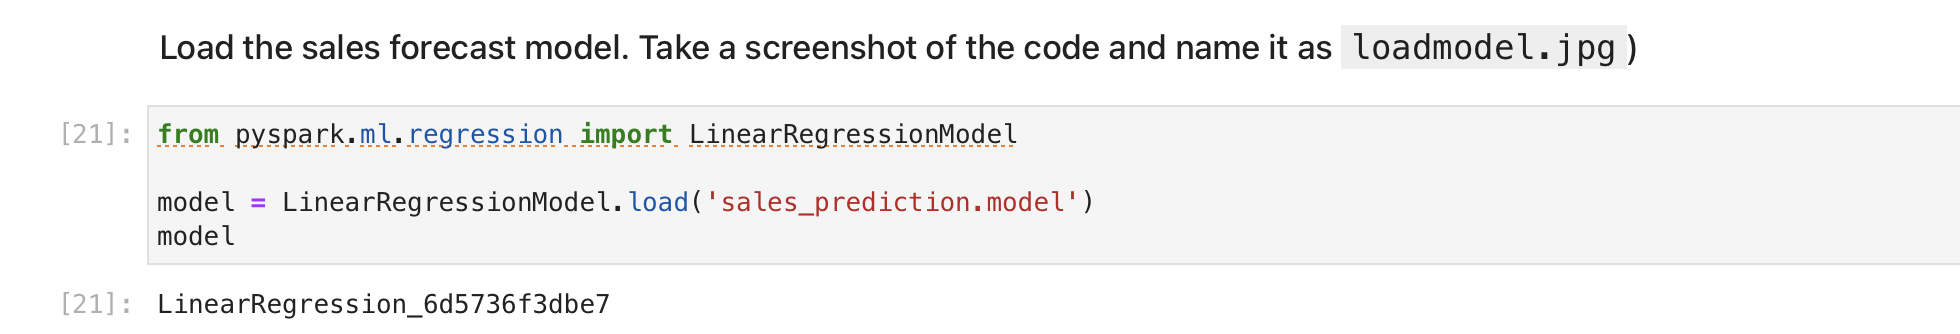 Load the sales forecast model. Take a screenshot of the code and name it as loadmodel.jpg )
[21]: from pyspark.ml.regression import LinearRegressionModel
model = LinearRegressionModel.load('sales_prediction.model')
model
[21]: LinearRegression_6d5736f3dbe7